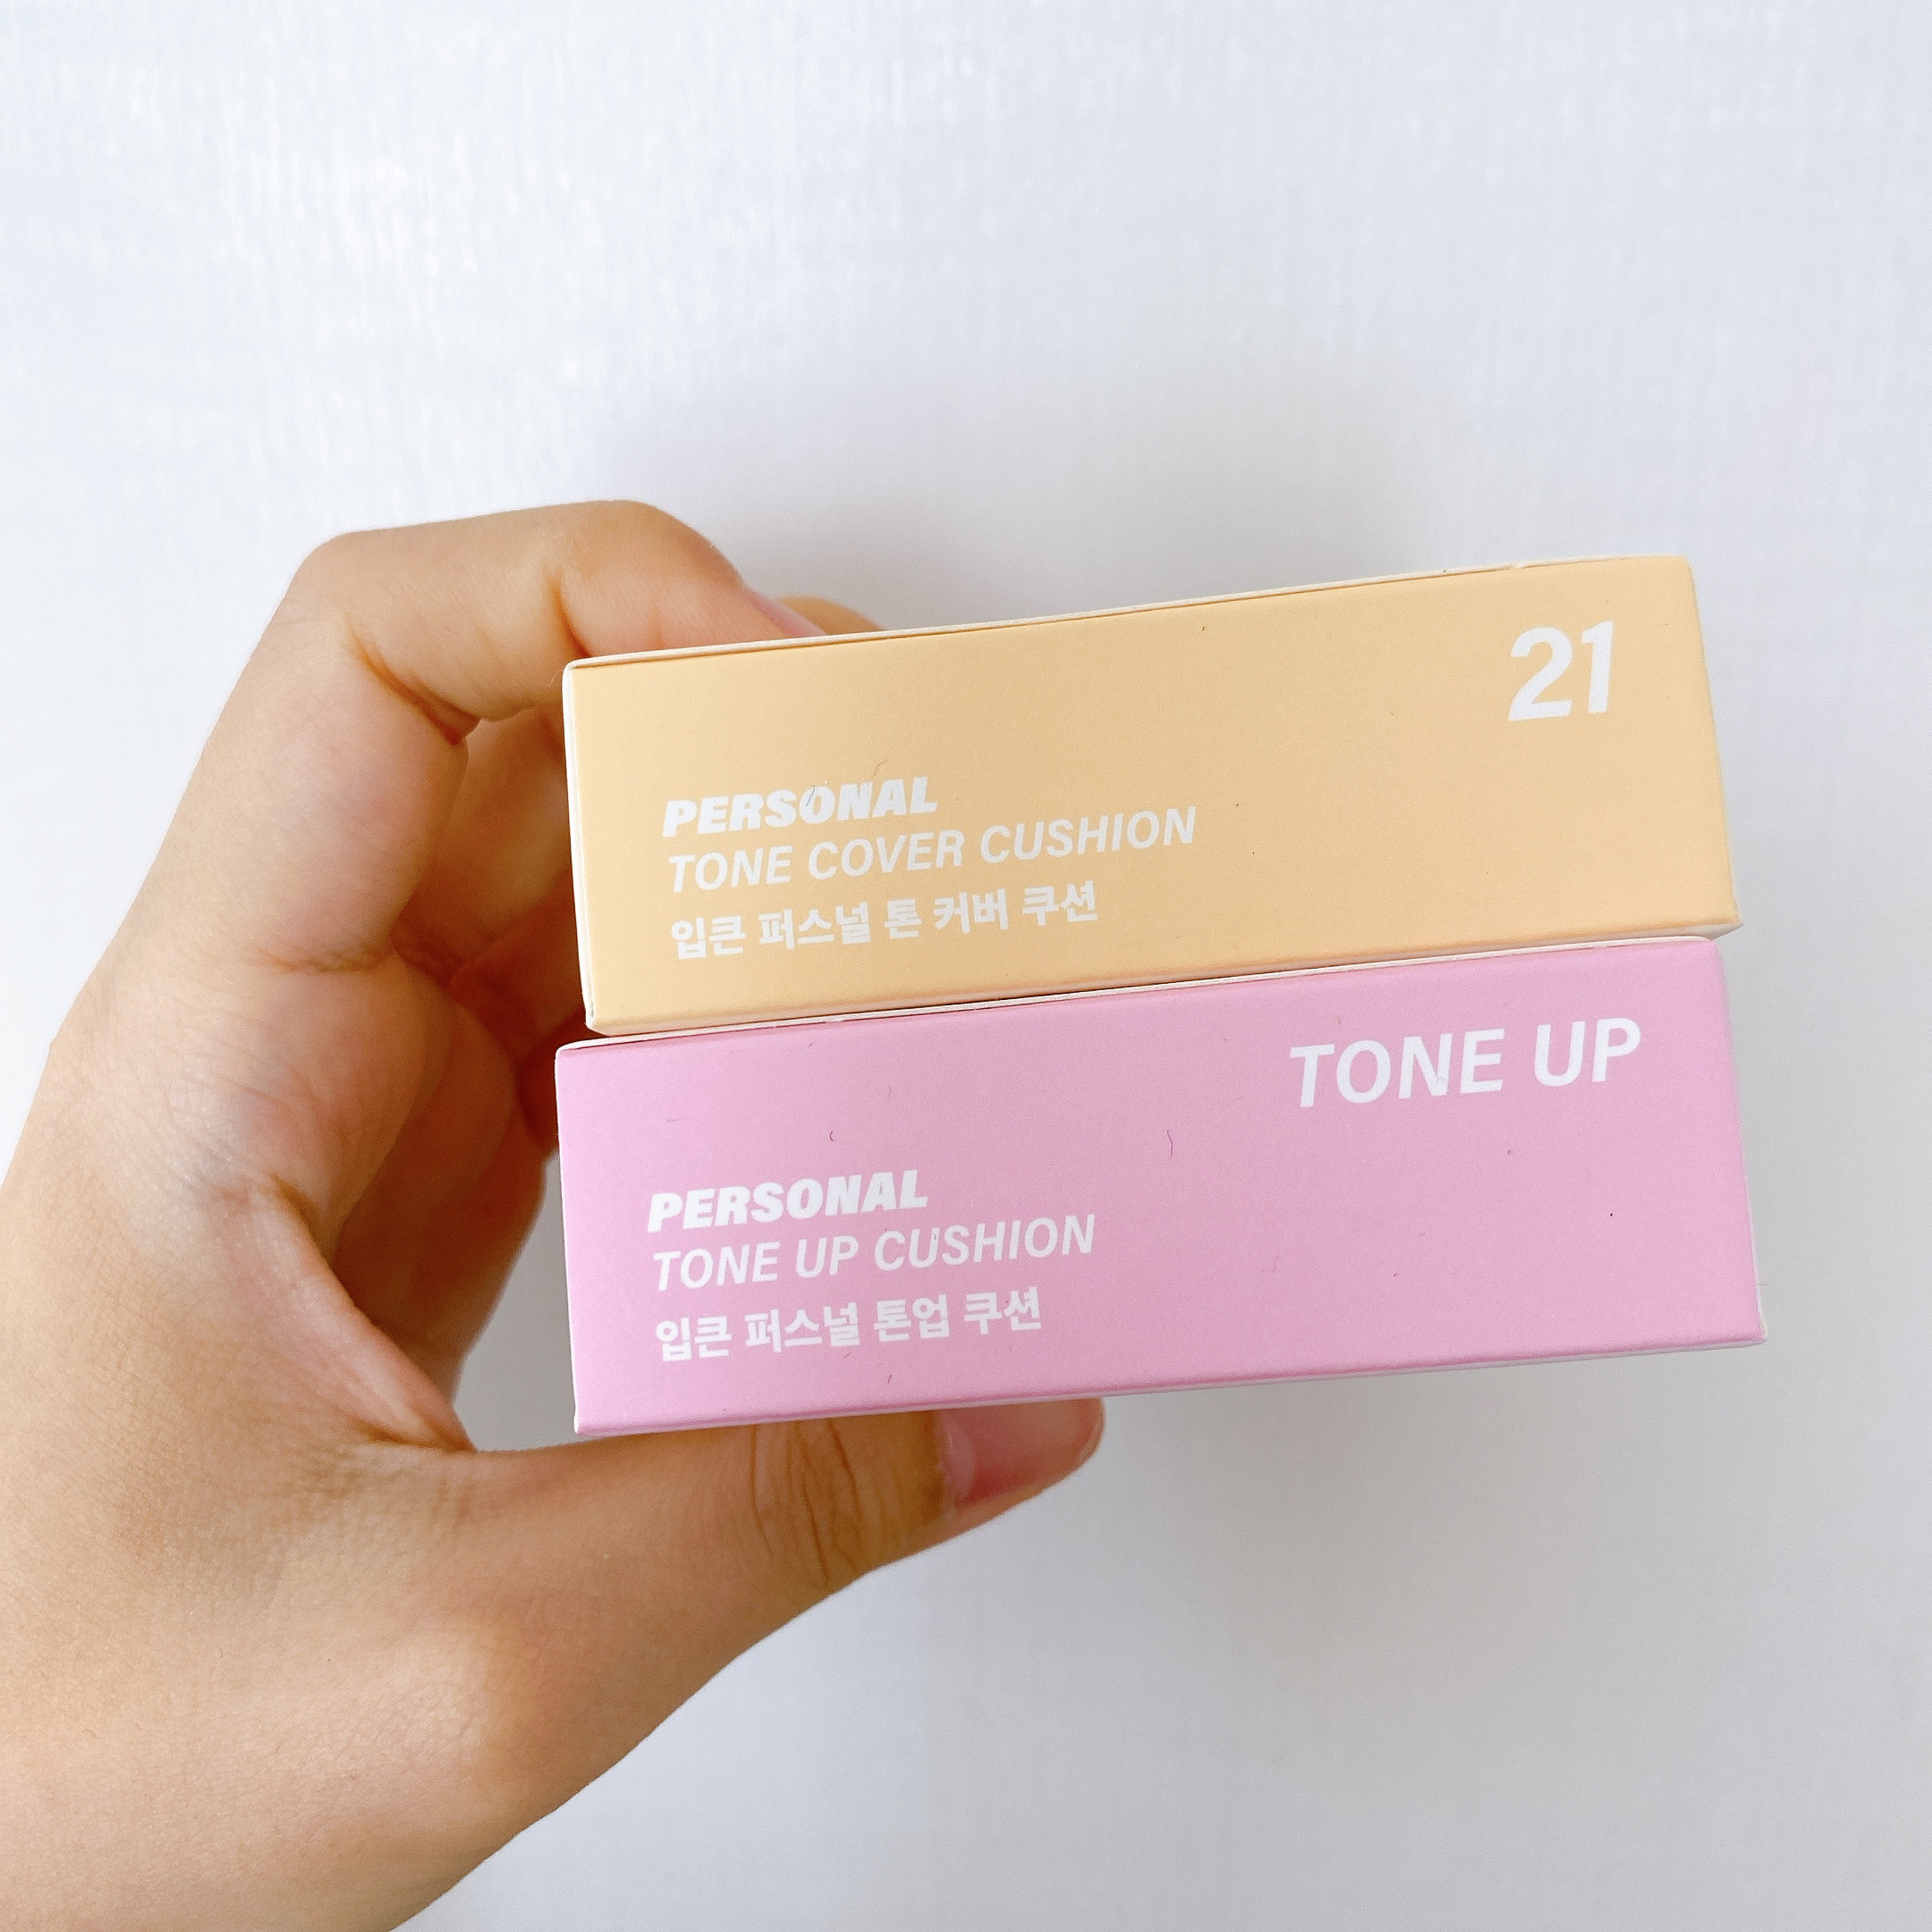 21
PERSONAL
TONE COVER CUSHION
입큰 퍼스널 톤 커버 쿠션
TONE UP
PERSONAL
TONE UP CUSHION
입큰 퍼스널 톤업 쿠션